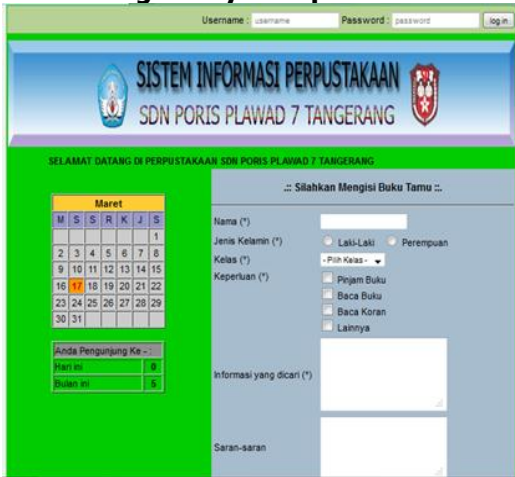 Username : username Password : password log in
SISTEM INFORMASI PERPUSTAKAAN
SDN PORIS PLAWAD 7 TANGERANG
SELAMAT DATANG DI PERPUSTAKAAN SDN PORIS PLAWAD 7 TANGERANG
Maret
M S S R K J S
1
2 3 4 5 6 7 8
9 10 11 12 13 14 15
16 17 18 19 20 21 22
23 24 25 26 27 28 29
30 31
Anda Pengunjung Ke - :
Hari ini 0
Bulan ini 5
.:: Silahkan Mengisi Buku Tamu ::.
Nama (*)
Jenis Kelamin (*) Laki-Laki Perempuan
Kelas (*) - Pilih Kelas -
Keperluan (*) Pinjam Buku
Baca Buku
Baca Koran
Lainnya
Informasi yang dicari (*)
Saran-saran